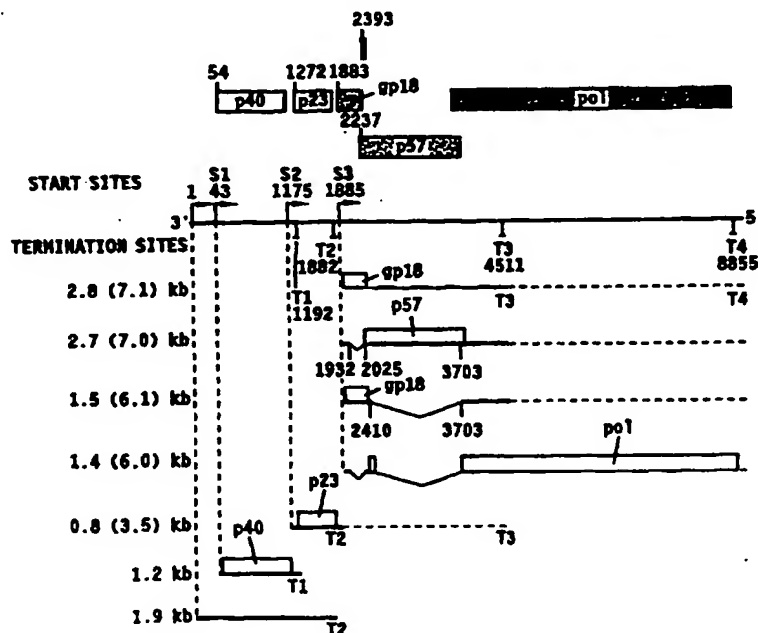 2393
54 1272 1883 gp18
p40 p23 pol
2237
p57
START SITES
S1 S2 S3
1 43 1175 1885
3' 5
TERMINATION SITES
T2 T3 T4
1882 4511 8855
2.8 (7.1) kb gp18 T3 T4
T1
1192
p57
2.7 (7.0) kb
1932 2025 3703
gp18
1.5 (6.1) kb
2410 3703
pol
1.4 (6.0) kb
p23
0.8 (3.5) kb T2 T3
p40
1.2 kb T1
1.9 kb T2